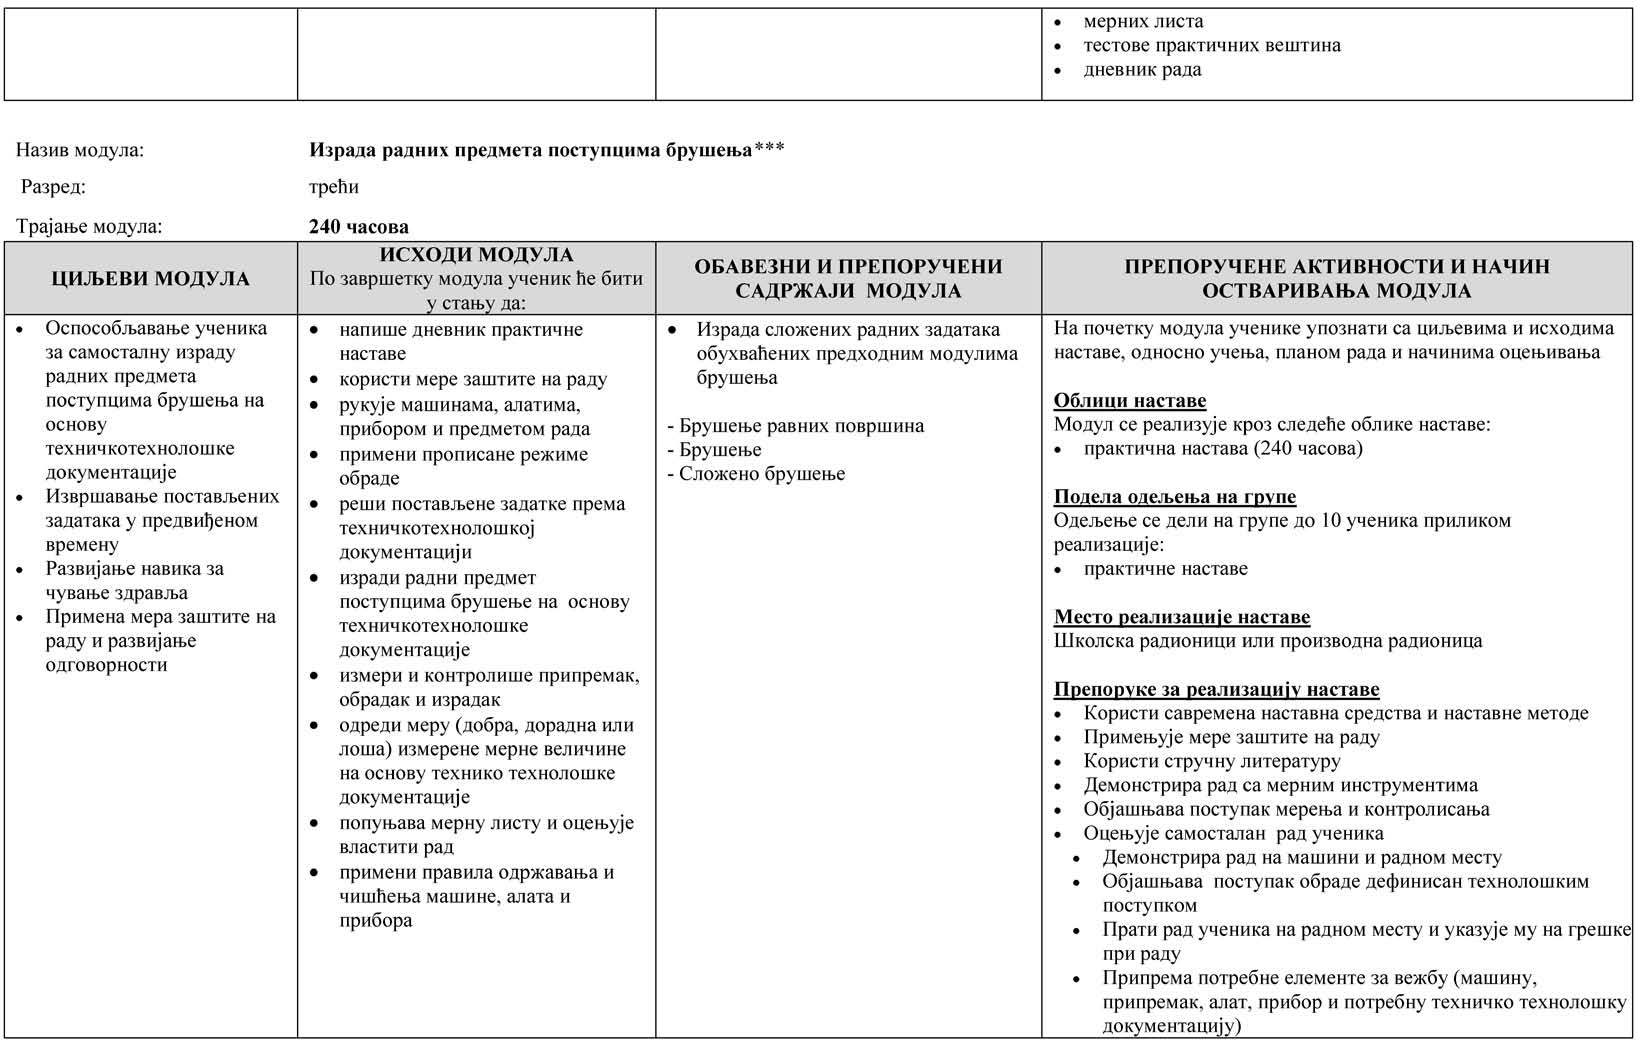 • мерних листа
• тестове практичних вештина
• дневник рада
Назив модула: Израда радних предмета поступцима брушења***
Разред: трећи
Трајање модула: 240 часова
ЦИЉЕВИ МОДУЛА
ИСХОДИ МОДУЛА
По завршетку модула ученик ће бити
у стању да:
ОБАВЕЗНИ И ПРЕПОРУЧЕНИ
САДРЖАЈИ МОДУЛА
ПРЕПОРУЧЕНЕ АКТИВНОСТИ И НАЧИН
ОСТВАРИВАЊА МОДУЛА
• Оспособљавање ученика
за самосталну израду
радних предмета
поступцима брушења на
основу
техничкотехнолошке
документације
• Извршавање постављених
задатака у предвиђеном
времену
• Развијање навика за
чување здравља
• Примена мера заштите на
раду и развијање
одговорности
• напише дневник практичне
наставе
• користи мере заштите на раду
• рукује машинама, алатима,
прибором и предметом рада
• примени прописане режиме
обраде
• реши постављене задатке према
техничкотехнолошкој
документацији
• изради радни предмет
поступцима брушење на основу
техничкотехнолошке
документације
• измери и контролише припремак,
обрадак и израдак
• одреди меру (добра, дорадна или
лоша) измерене мерне величине
на основу технико технолошке
документације
• попуњава мерну листу и оцењује
властити рад
• примени правила одржавања и
чишћења машине, алата и
прибора
• Израда сложених радних задатака
обухваћених предходним модулима
брушења
- Брушење равних површина
- Брушење
- Сложено брушење
На почетку модула ученике упознати са циљевима и исходима
наставе, односно учења, планом рада и начинима оцењивања
Облици наставе
Модул се реализује кроз следеће облике наставе:
• практична настава (240 часова)
Подела одељења на групе
Одељење се дели на групе до 10 ученика приликом
реализације:
• практичне наставе
Место реализације наставе
Школска радионици или производна радионица
Препоруке за реализацију наставе
• Користи савремена наставна средства и наставне методе
• Примењује мере заштите на раду
• Користи стручну литературу
• Демонстрира рад са мерним инструментима
• Објашњава поступак мерења и контролисања
• Оцењује самосталан рад ученика
• Демонстрира рад на машини и радном месту
• Објашњава поступак обраде дефинисан технолошким
поступком
• Прати рад ученика на радном месту и указује му на грешке
при раду
• Припрема потребне елементе за вежбу (машину,
припремак, алат, прибор и потребну техничко технолошку
документацију)